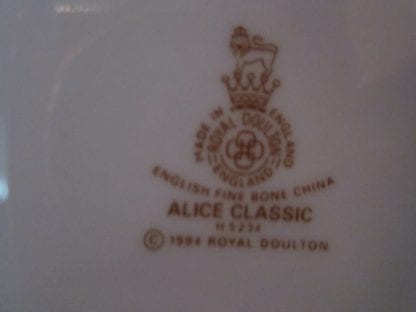 MADE IN ENGLAND
ROYAL DOULTON
ENGLAND
ENGLISH FINE BONE CHINA
ALICE CLASSIC
H5234
© 1994 ROYAL DOULTON